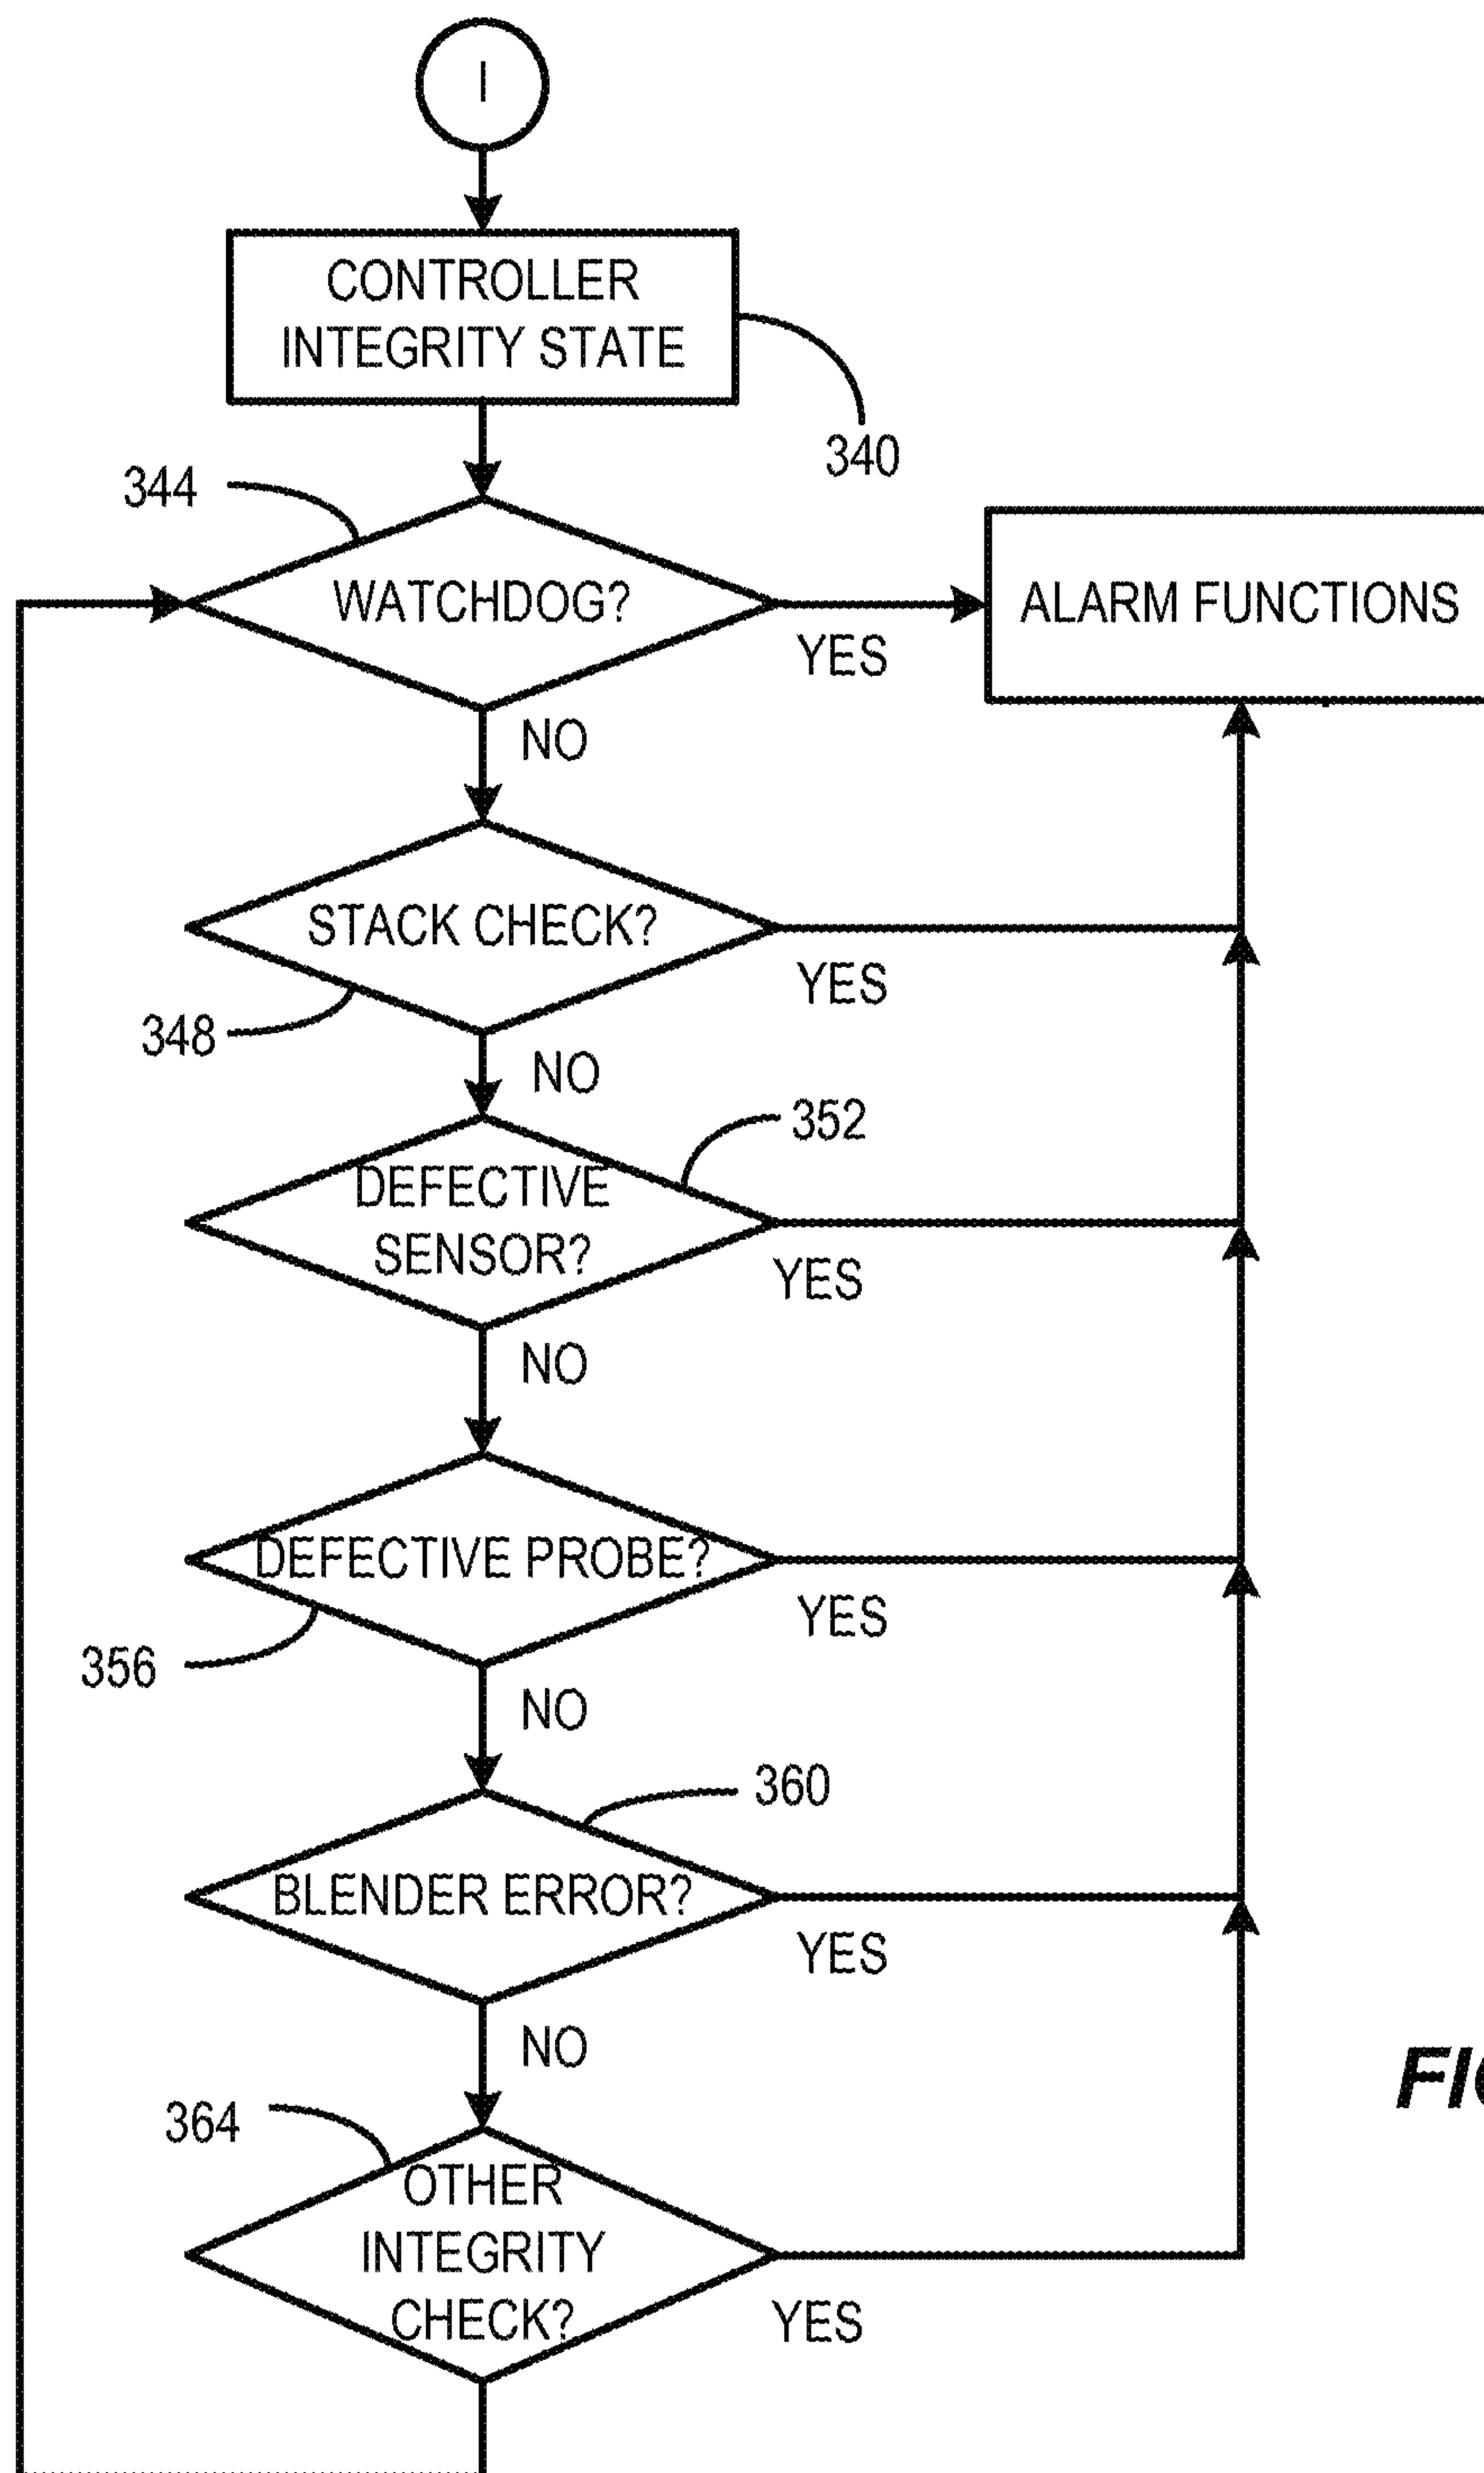 I
CONTROLLER
INTEGRITY STATE
340
344
WATCHDOG?
YES
ALARM FUNCTIONS
NO
STACK CHECK?
YES
348
NO
352
DEFECTIVE
SENSOR?
YES
NO
DEFECTIVE PROBE?
YES
356
NO
360
BLENDER ERROR?
YES
NO
364
OTHER
INTEGRITY
CHECK?
YES